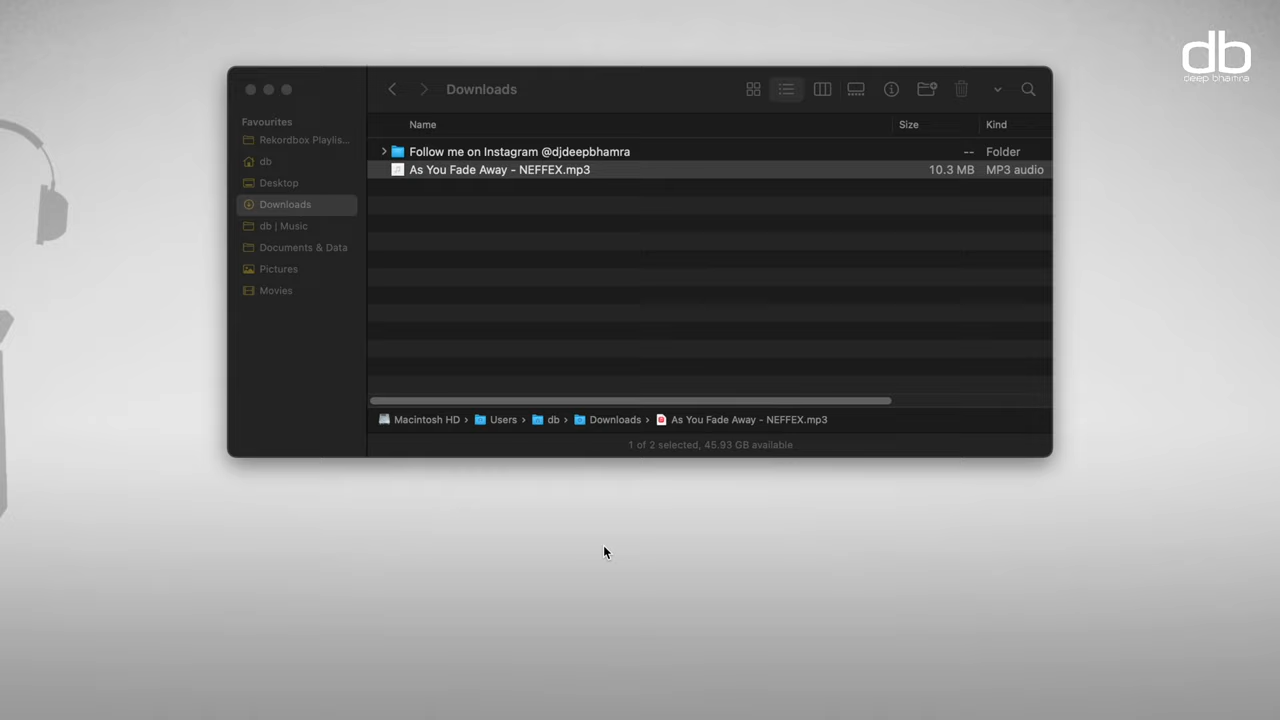 db
deep bhamra
Downloads
Favourites
Rekordbox Playlis...
db
Desktop
Downloads
db | Music
Documents & Data
Pictures
Movies
Name Size Kind
Follow me on Instagram @djdeepbhamra -- Folder
As You Fade Away - NEFFEX.mp3 10.3 MB MP3 audio
Macintosh HD › Users › db › Downloads › As You Fade Away - NEFFEX.mp3
1 of 2 selected, 45.93 GB available